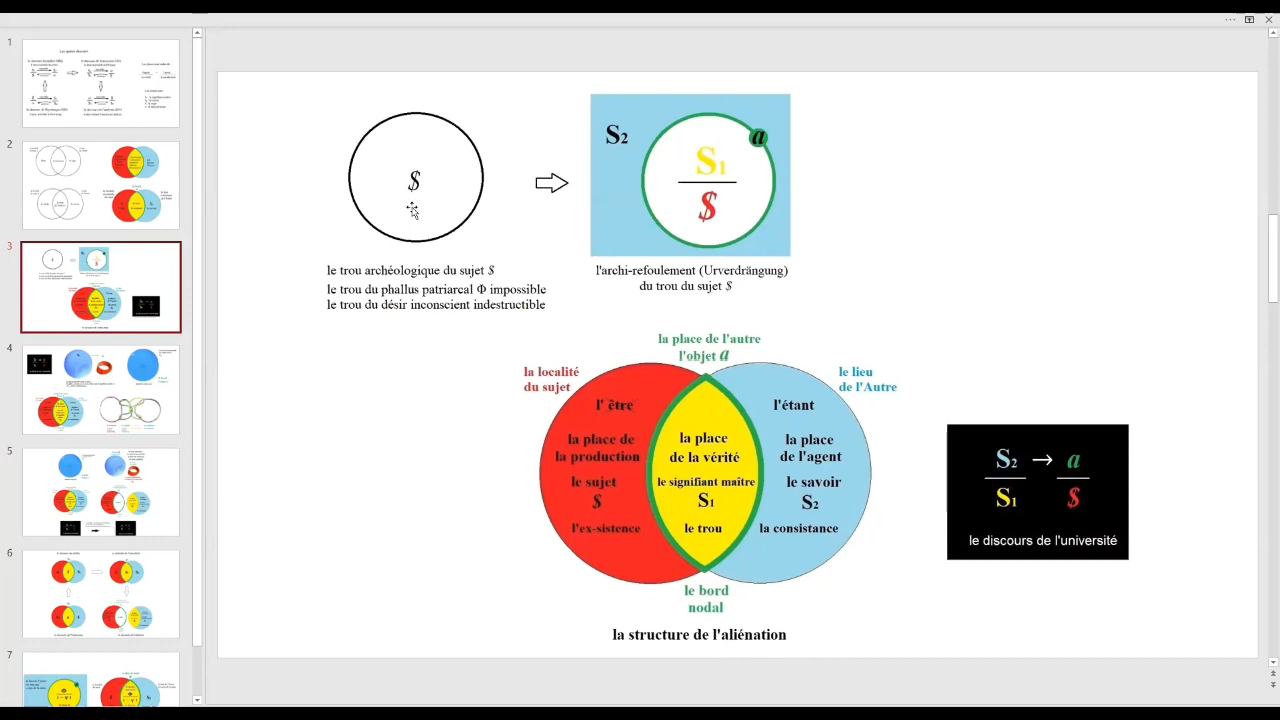 1
2
3
4
5
6
7
Les quatre discours
$
S2
a
S1
$
le trou archéologique du sujet $
le trou du phallus patriarcal Φ impossible
le trou du désir inconscient indestructible
l'archi-refoulement (Urverdrängung)
du trou du sujet $
la place de l'autre
l'objet a
la localité
du sujet
le lieu
de l'Autre
l' être
la place de
la production
le sujet
$
l'ex-sistence
la place
de la vérité
le signifiant maître
S1
le trou
l'étant
la place
de l'agent
le savoir
S2
la consistance
le bord
nodal
la structure de l'aliénation
S2 → a
S1 $
le discours de l'université